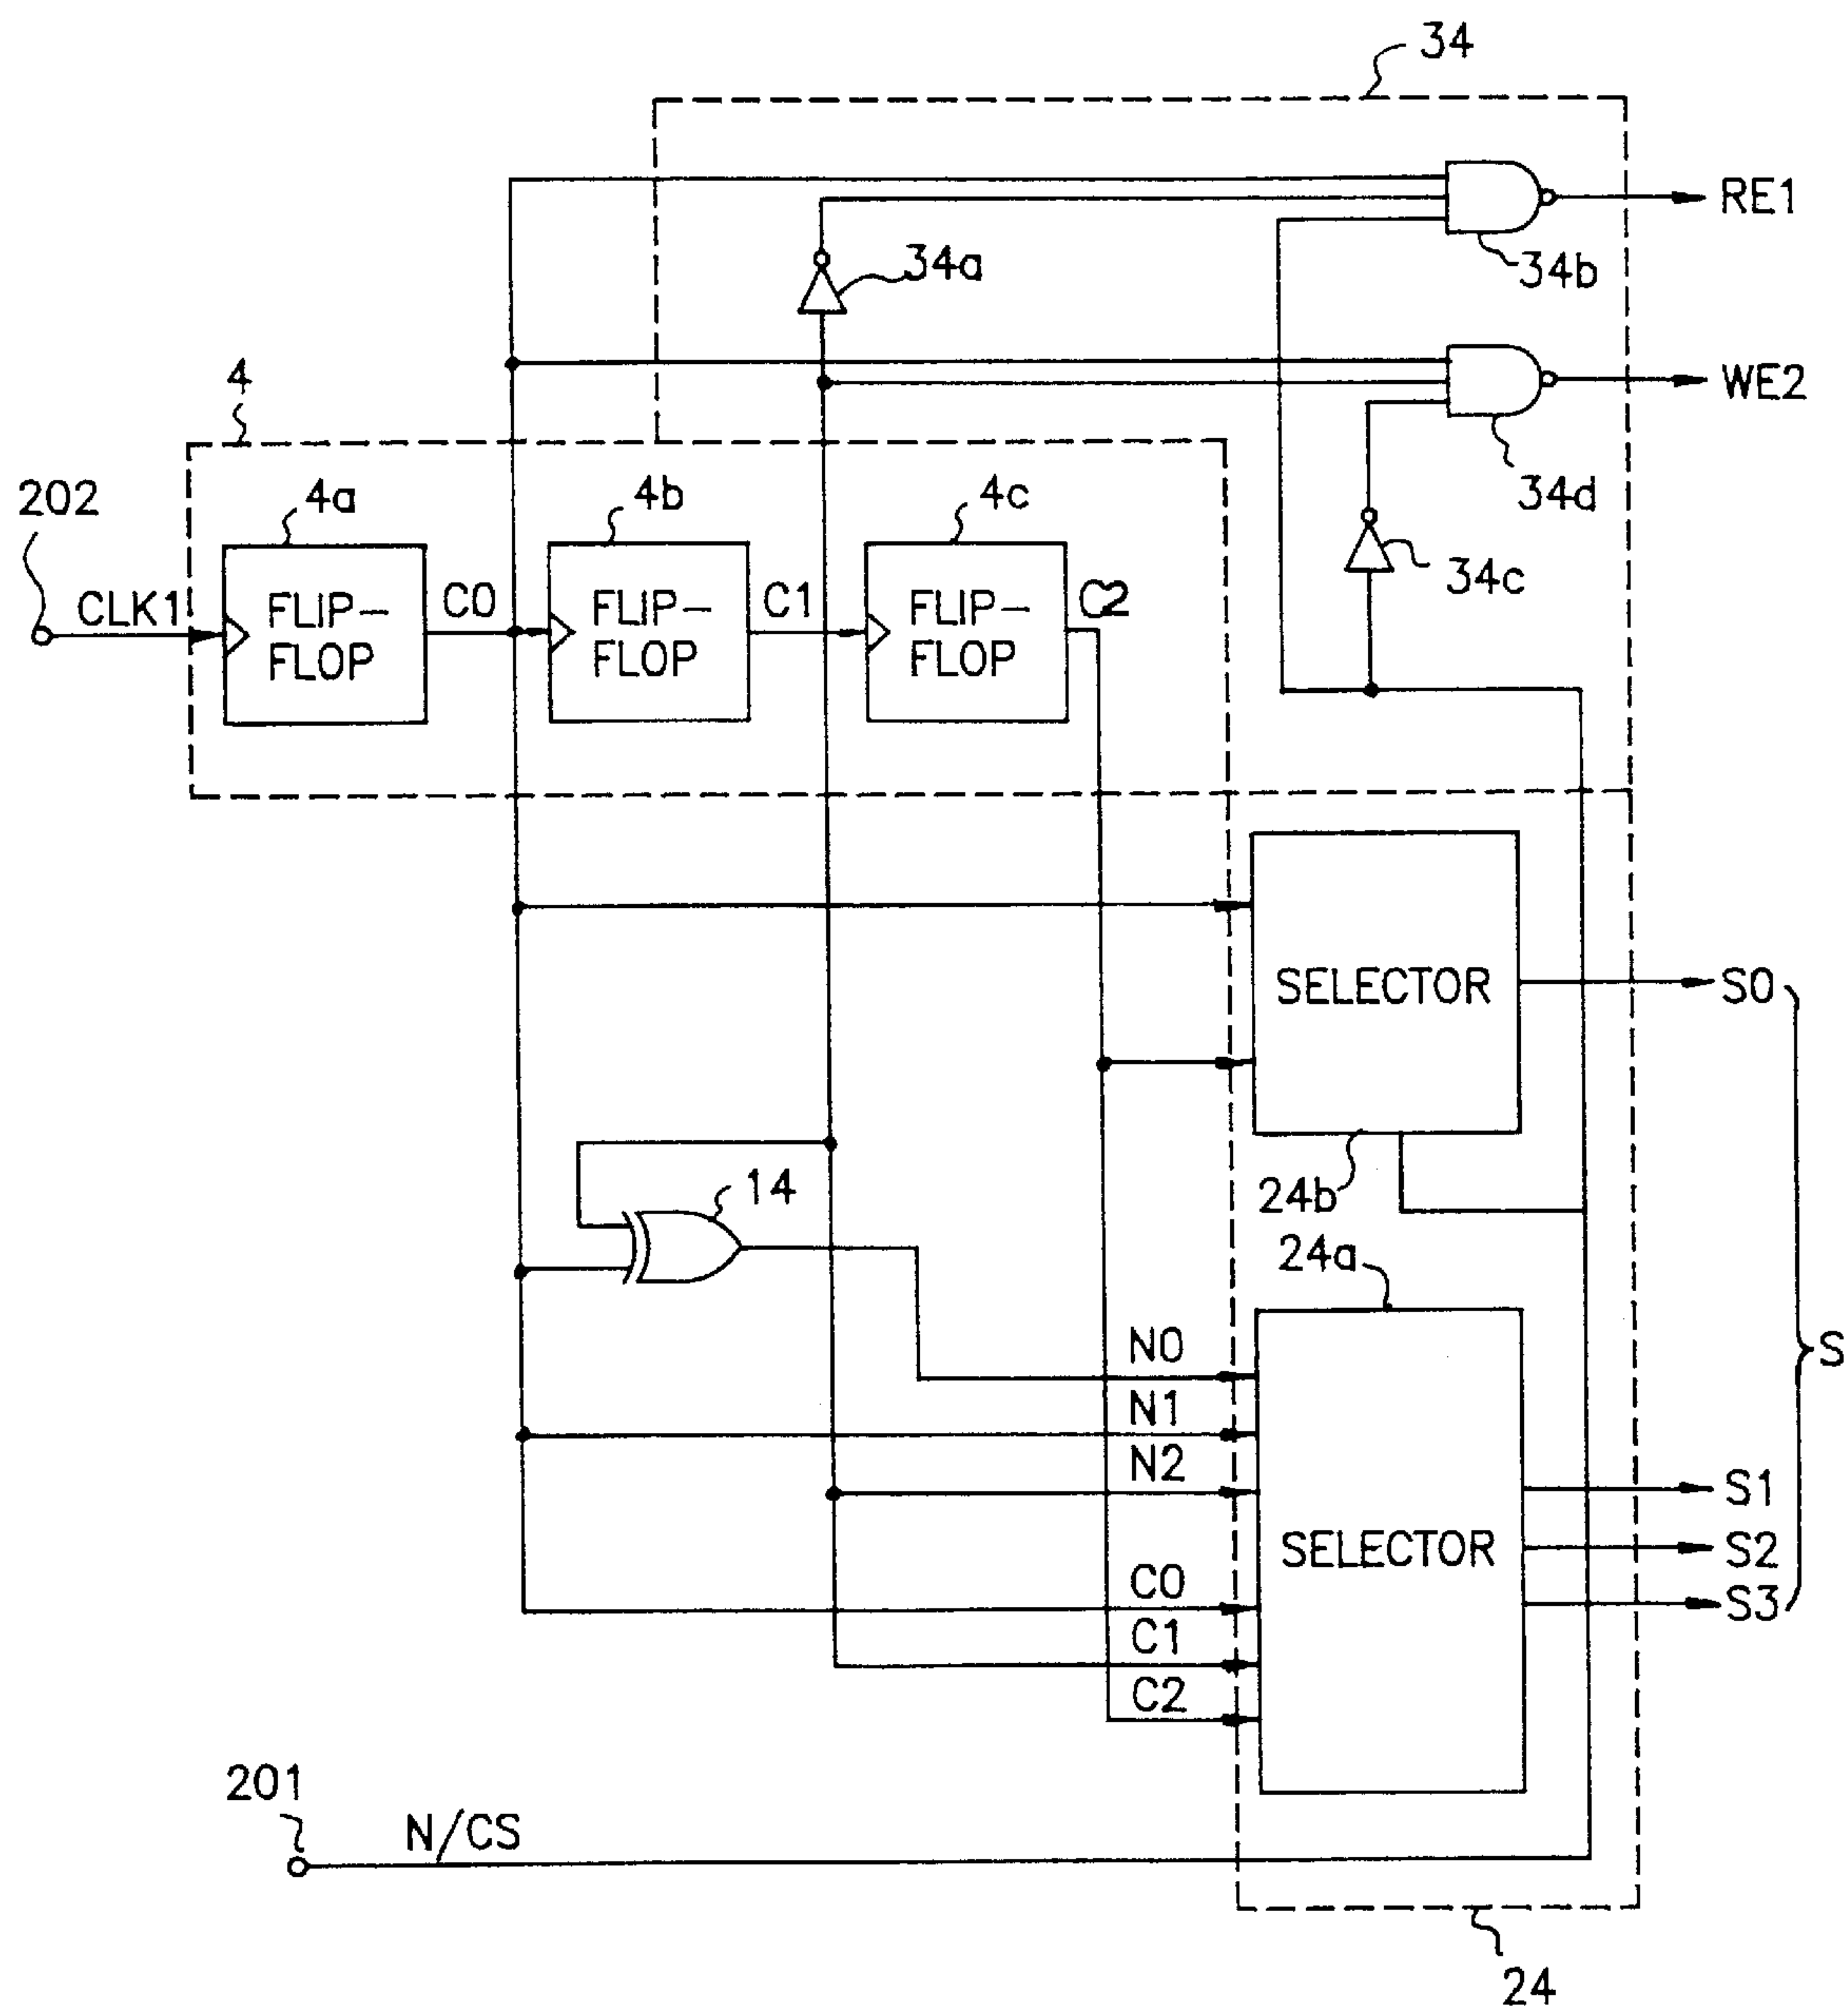 34
RE1
34a
34b
4
WE2
202
4a
4b
4c
34d
CLK1
FLIP-
FLOP
C0
FLIP-
FLOP
C1
FLIP-
FLOP
C2
34c
SELECTOR
S0
24b
14
24a
N0
S
N1
N2
S1
SELECTOR
S2
C0
S3
C1
C2
201
N/CS
24